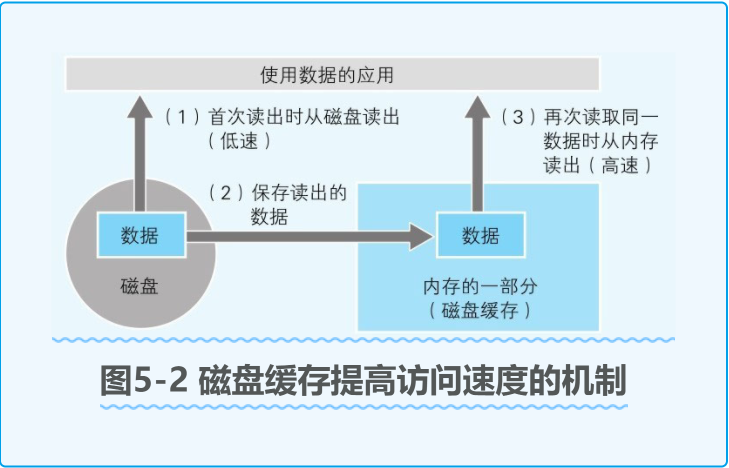 使用数据的应用
（1）首次读出时从磁盘读出
（低速）
（3）再次读取同一
数据时从内存
读出（高速）
（2）保存读出的
数据
数据
数据
磁盘
内存的一部分
（磁盘缓存）
图5-2 磁盘缓存提高访问速度的机制